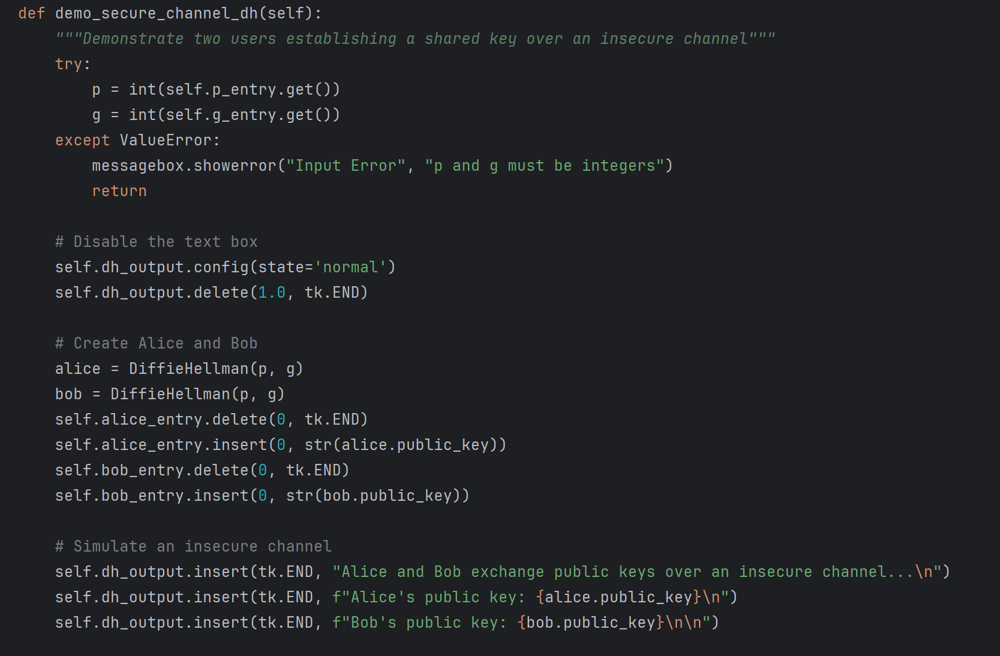 def demo_secure_channel_dh(self):
    """Demonstrate two users establishing a shared key over an insecure channel"""
    try:
        p = int(self.p_entry.get())
        g = int(self.g_entry.get())
    except ValueError:
        messagebox.showerror("Input Error", "p and g must be integers")
        return

    # Disable the text box
    self.dh_output.config(state='normal')
    self.dh_output.delete(1.0, tk.END)

    # Create Alice and Bob
    alice = DiffieHellman(p, g)
    bob = DiffieHellman(p, g)
    self.alice_entry.delete(0, tk.END)
    self.alice_entry.insert(0, str(alice.public_key))
    self.bob_entry.delete(0, tk.END)
    self.bob_entry.insert(0, str(bob.public_key))

    # Simulate an insecure channel
    self.dh_output.insert(tk.END, "Alice and Bob exchange public keys over an insecure channel...\n")
    self.dh_output.insert(tk.END, f"Alice's public key: {alice.public_key}\n")
    self.dh_output.insert(tk.END, f"Bob's public key: {bob.public_key}\n\n")